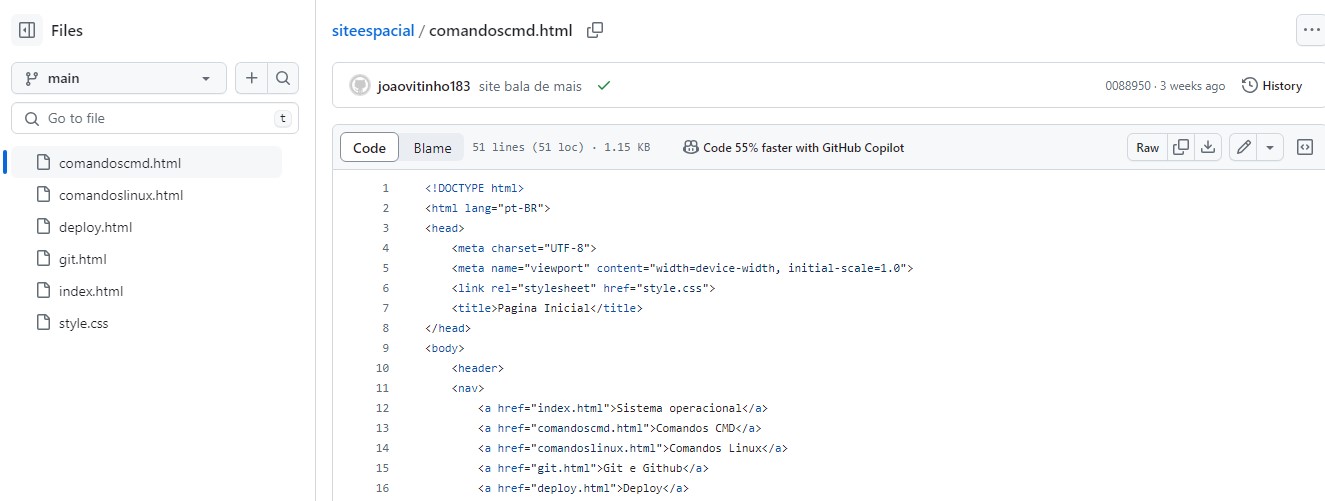 Files
main
Go to file
t
comandoscmd.html
comandoslinux.html
deploy.html
git.html
index.html
style.css
siteespacial / comandoscmd.html
joaovitinho183 site bala de mais
0088950 · 3 weeks ago
History
Code
Blame
51 lines (51 loc) · 1.15 KB
Code 55% faster with GitHub Copilot
Raw
1 <!DOCTYPE html>
2 <html lang="pt-BR">
3 <head>
4 <meta charset="UTF-8">
5 <meta name="viewport" content="width=device-width, initial-scale=1.0">
6 <link rel="stylesheet" href="style.css">
7 <title>Pagina Inicial</title>
8 </head>
9 <body>
10 <header>
11 <nav>
12 <a href="index.html">Sistema operacional</a>
13 <a href="comandoscmd.html">Comandos CMD</a>
14 <a href="comandoslinux.html">Comandos Linux</a>
15 <a href="git.html">Git e Github</a>
16 <a href="deploy.html">Deploy</a>